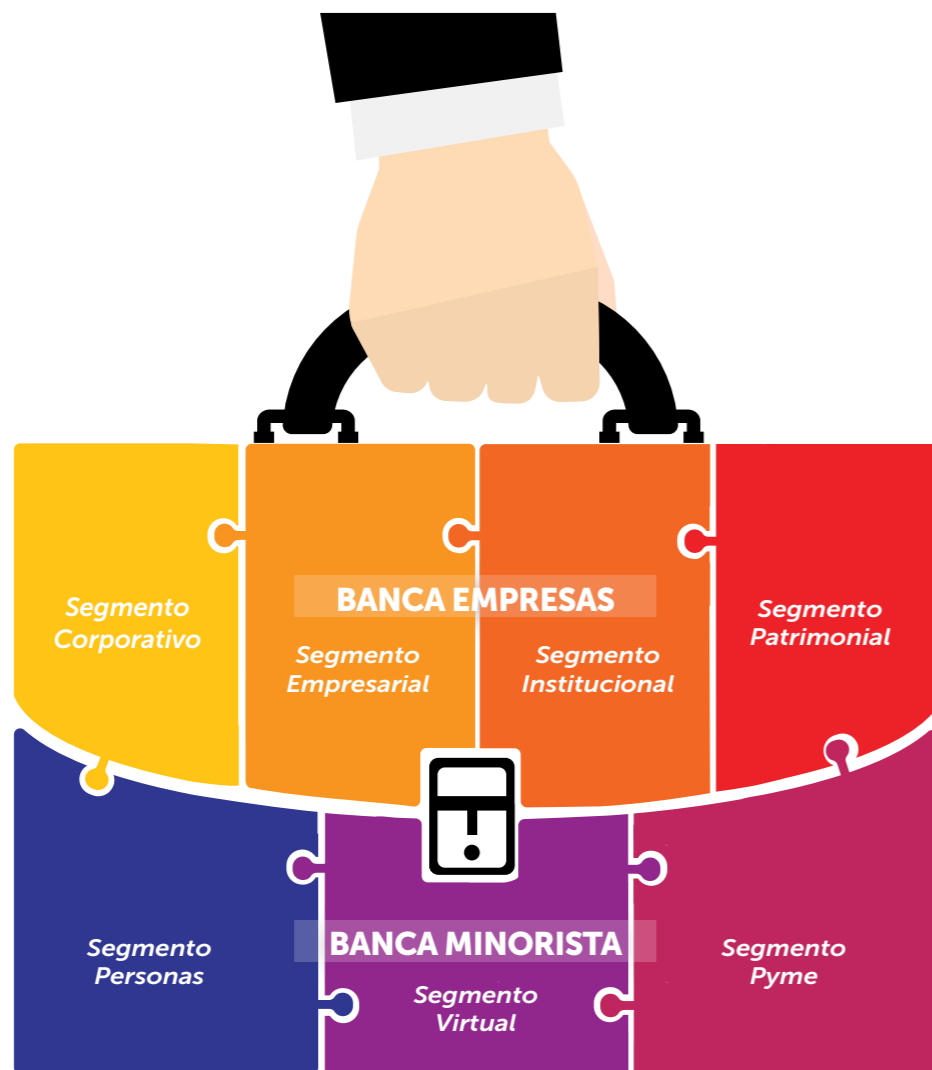 BANCA EMPRESAS
Segmento
Corporativo
Segmento
Empresarial
Segmento
Institucional
Segmento
Patrimonial
BANCA MINORISTA
Segmento
Personas
Segmento
Virtual
Segmento
Pyme